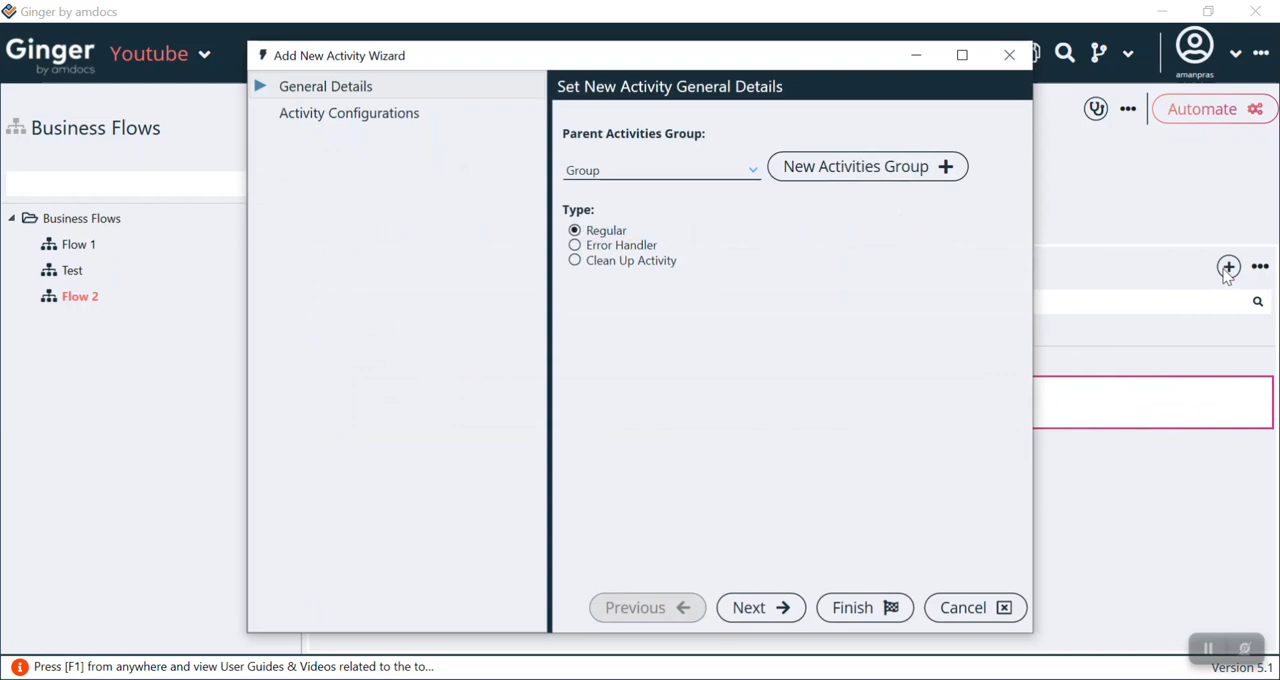 Ginger by amdocs
Ginger
by amdocs
Youtube
amanpras
Add New Activity Wizard
General Details
Activity Configurations
Set New Activity General Details
Parent Activities Group:
Group
New Activities Group
Type:
Regular
Error Handler
Clean Up Activity
Previous
Next
Finish
Cancel
Automate
Business Flows
Business Flows
Flow 1
Test
Flow 2
Press [F1] from anywhere and view User Guides & Videos related to the to...
Version 5.1